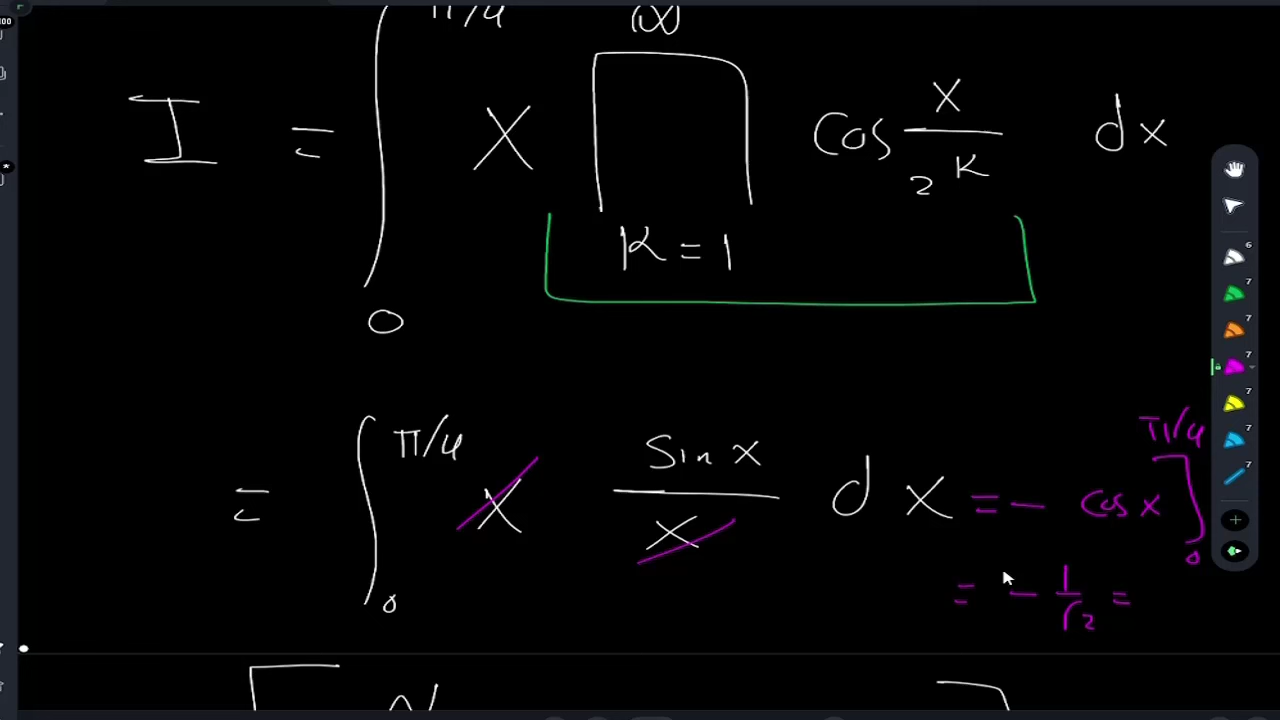 π/4 ∞
I = ∫ X ∏ cos x/2^K dx
0 K = 1
= ∫₀^π/4 X sin x / x dx = - cos x ]₀^π/4
= - 1/√2 =
N